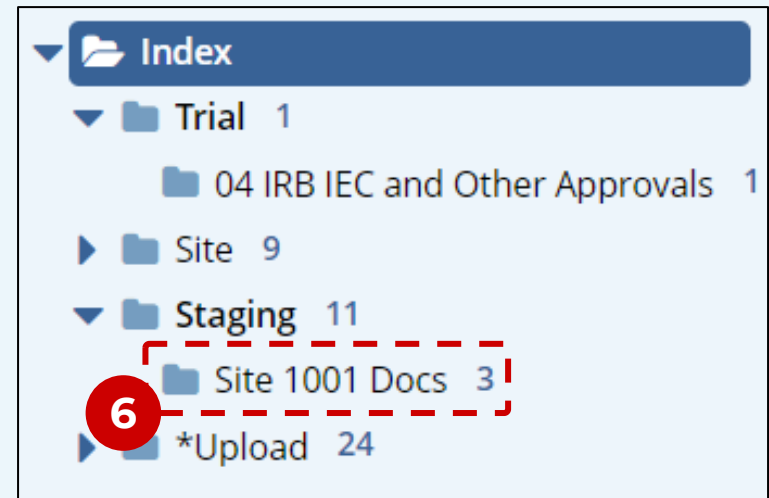 Index
Trial 1
04 IRB IEC and Other Approvals 1
Site 9
Staging 11
Site 1001 Docs 3
6
*Upload 24